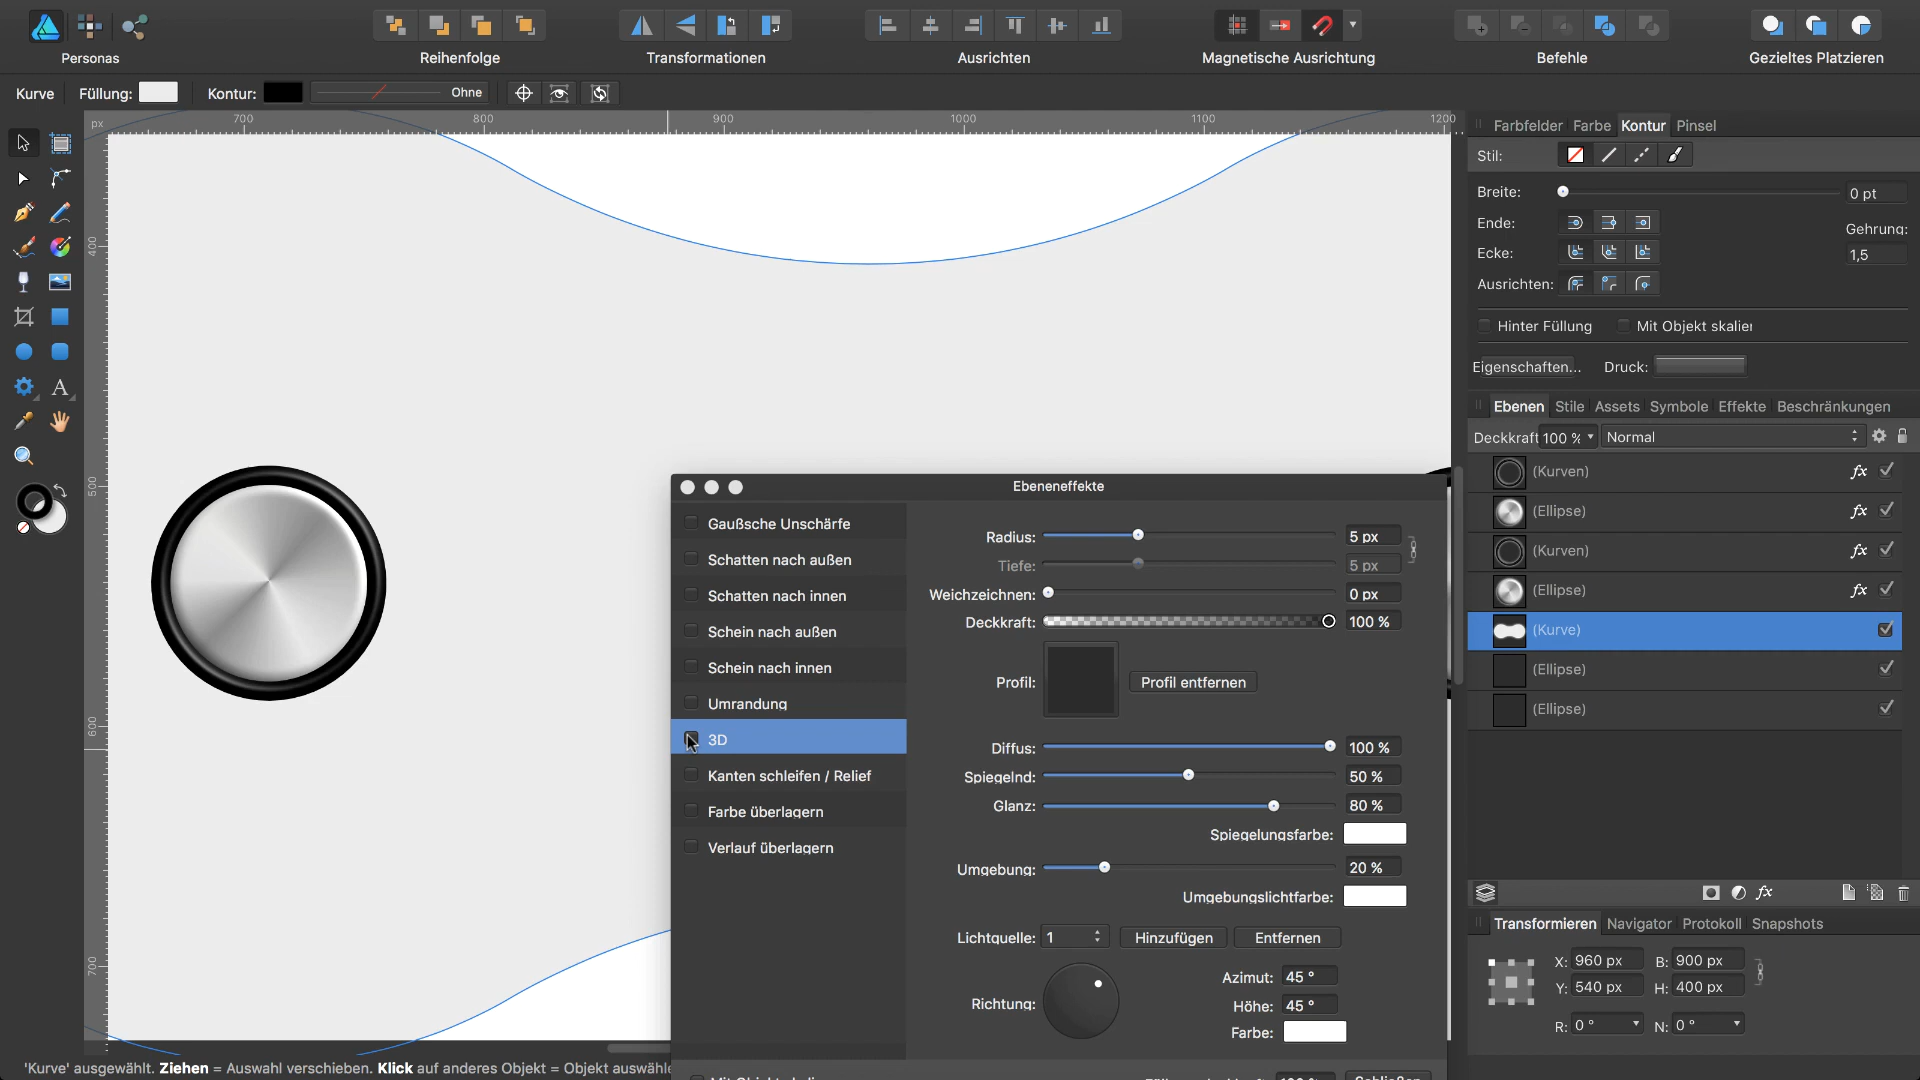 Personas
Reihenfolge
Transformationen
Ausrichten
Magnetische Ausrichtung
Befehle
Gezieltes Platzieren
Kurve
Füllung:
Kontur:
Ohne
px
700
800
900
1000
1100
1200
400
500
600
700
Farbfelder Farbe Kontur Pinsel
Stil:
Breite:
0 pt
Ende:
Gehrung:
Ecke:
1,5
Ausrichten:
Hinter Füllung
Mit Objekt
Eigenschaften...
Druck:
Ebenen Stile Assets Symbole Effekte Beschränkungen
Deckkraft 100 %
Normal
(Kurven)
(Ellipse)
(Kurven)
(Ellipse)
(Kurve)
(Ellipse)
(Ellipse)
Transformieren Navigator Protokoll Snapshots
X: 960 px
B: 900 px
Y: 540 px
H: 400 px
R: 0 °
N: 0 °
Ebeneneffekte
Gaußsche Unschärfe
Schatten nach außen
Schatten nach innen
Schein nach außen
Schein nach innen
Umrandung
3D
Kanten schleifen / Relief
Farbe überlagern
Verlauf überlagern
Radius:
5 px
Tiefe:
5 px
Weichzeichnen:
0 px
Deckkraft:
100 %
Profil:
Profil entfernen
Diffus:
100 %
Spiegelnd:
50 %
Glanz:
80 %
Spiegelungsfarbe:
Umgebung:
20 %
Umgebungslichtfarbe:
Lichtquelle: 1
Hinzufügen
Entfernen
Richtung:
Azimut: 45 °
Höhe: 45 °
Farbe:
'Kurve' ausgewählt. Ziehen = Auswahl verschieben. Klick auf anderes Objekt = Objekt